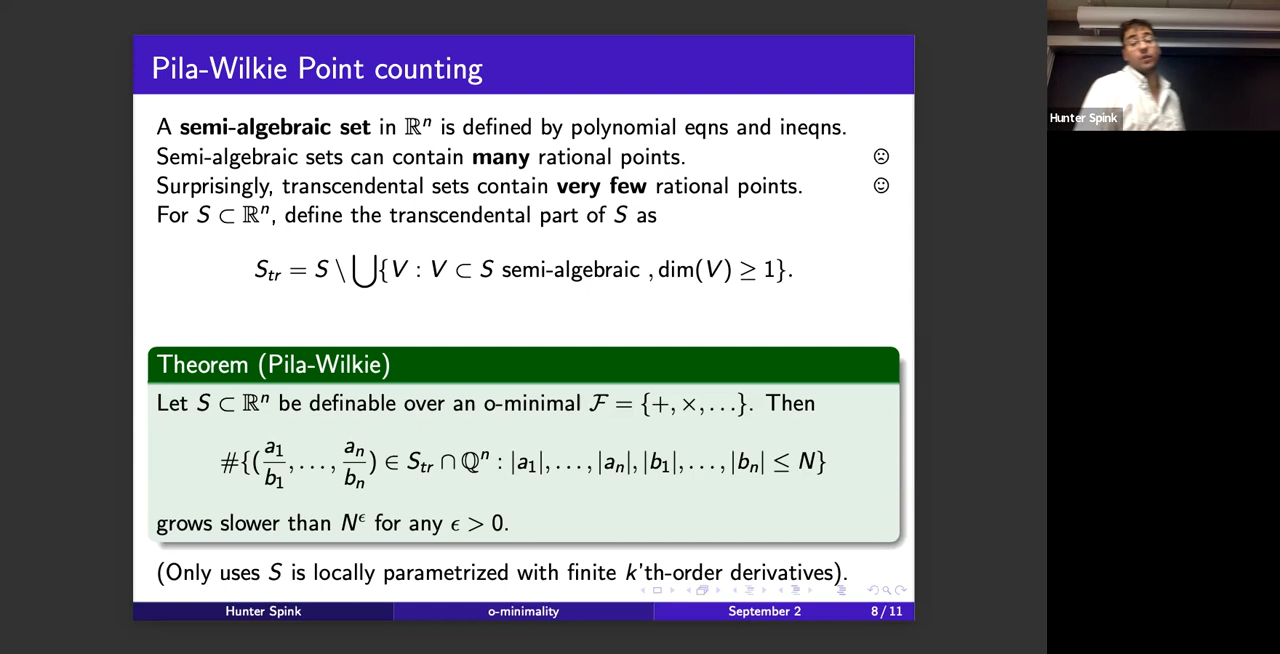 Pila-Wilkie Point counting
A semi-algebraic set in ℝⁿ is defined by polynomial eqns and ineqns.
Semi-algebraic sets can contain many rational points. ☹
Surprisingly, transcendental sets contain very few rational points. ☺
For S ⊂ ℝⁿ, define the transcendental part of S as
S_tr = S \ ⋃{V : V ⊂ S semi-algebraic , dim(V) ≥ 1}.
Theorem (Pila-Wilkie)
Let S ⊂ ℝⁿ be definable over an o-minimal ℱ = {+, ×, . . .}. Then
#{(a₁/b₁, . . . , aₙ/bₙ) ∈ S_tr ∩ ℚⁿ : |a₁|, . . . , |aₙ|, |b₁|, . . . , |bₙ| ≤ N}
grows slower than N^ϵ for any ϵ > 0.
(Only uses S is locally parametrized with finite k'th-order derivatives).
Hunter Spink o-minimality September 2 8 / 11
Hunter Spink